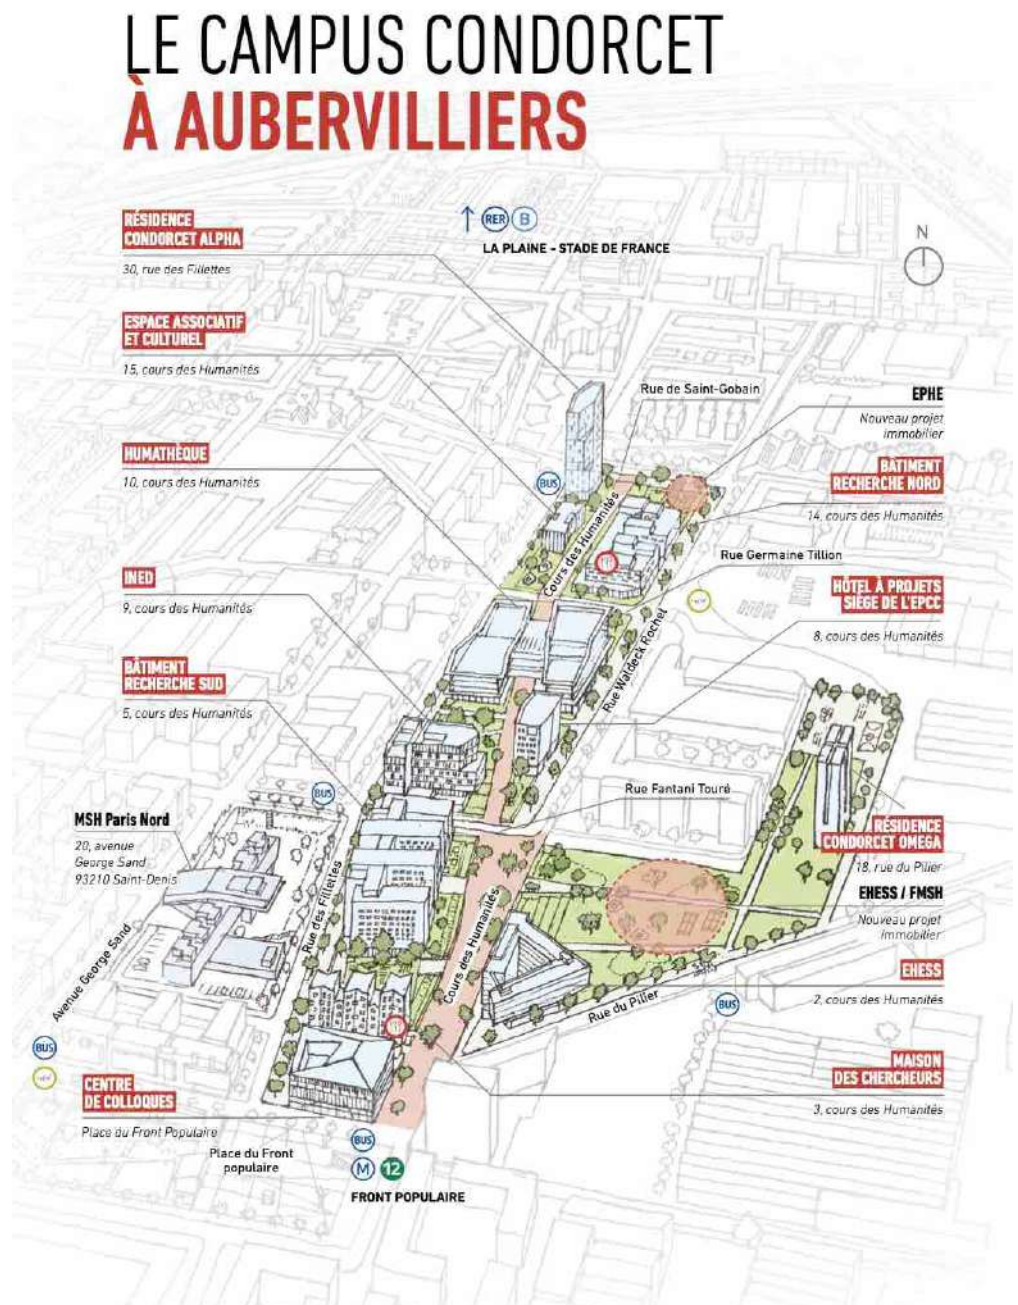 LE CAMPUS CONDORCET
À AUBERVILLIERS
RER B
LA PLAINE - STADE DE FRANCE
N
RÉSIDENCE
CONDORCET ALPHA
30, rue des Fillettes
ESPACE ASSOCIATIF
ET CULTUREL
15, cours des Humanités
Rue de Saint-Gobain
EPHE
Nouveau projet
immobilier
HUMATHÈQUE
10, cours des Humanités
BUS
BÂTIMENT
RECHERCHE NORD
14, cours des Humanités
Cours des Humanités
Rue Germaine Tillion
INED
9, cours des Humanités
HÔTEL À PROJETS
SIÈGE DE L'EPCC
8, cours des Humanités
Rue Waldeck Rochet
BÂTIMENT
RECHERCHE SUD
5, cours des Humanités
BUS
Rue Fantani Touré
MSH Paris Nord
20, avenue
George Sand
93210 Saint-Denis
RÉSIDENCE
CONDORCET OMEGA
18, rue du Pilier
EHESS / FMSH
Nouveau projet
immobilier
Rue des Fillettes
Cours des Humanités
Avenue George Sand
EHESS
2, cours des Humanités
Rue du Pilier
BUS
BUS
MAISON
DES CHERCHEURS
3, cours des Humanités
CENTRE
DE COLLOQUES
Place du Front Populaire
Place du Front
populaire
BUS
M 12
FRONT POPULAIRE